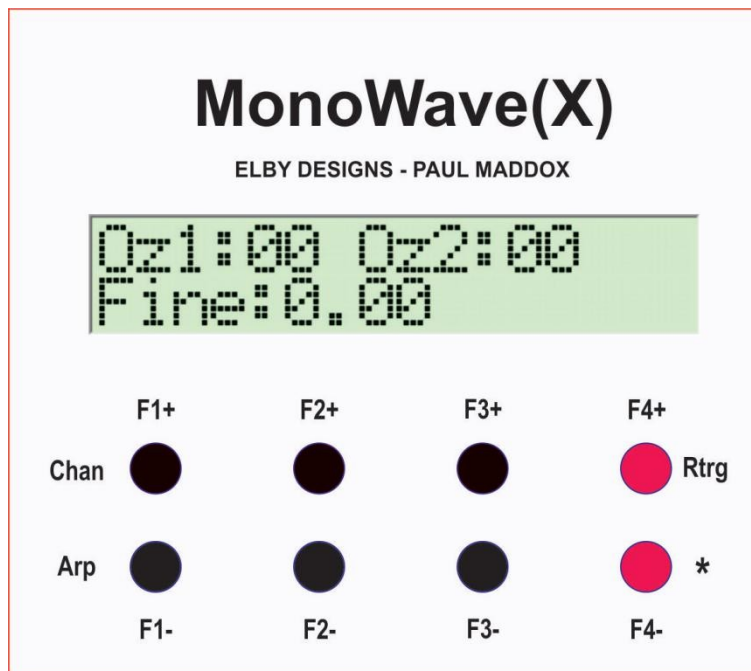 MonoWave(X)
ELBY DESIGNS - PAUL MADDOX
Oz1:00 Oz2:00
Fine:0.00
F1+ F2+ F3+ F4+
Chan Rtrg
Arp *
F1- F2- F3- F4-